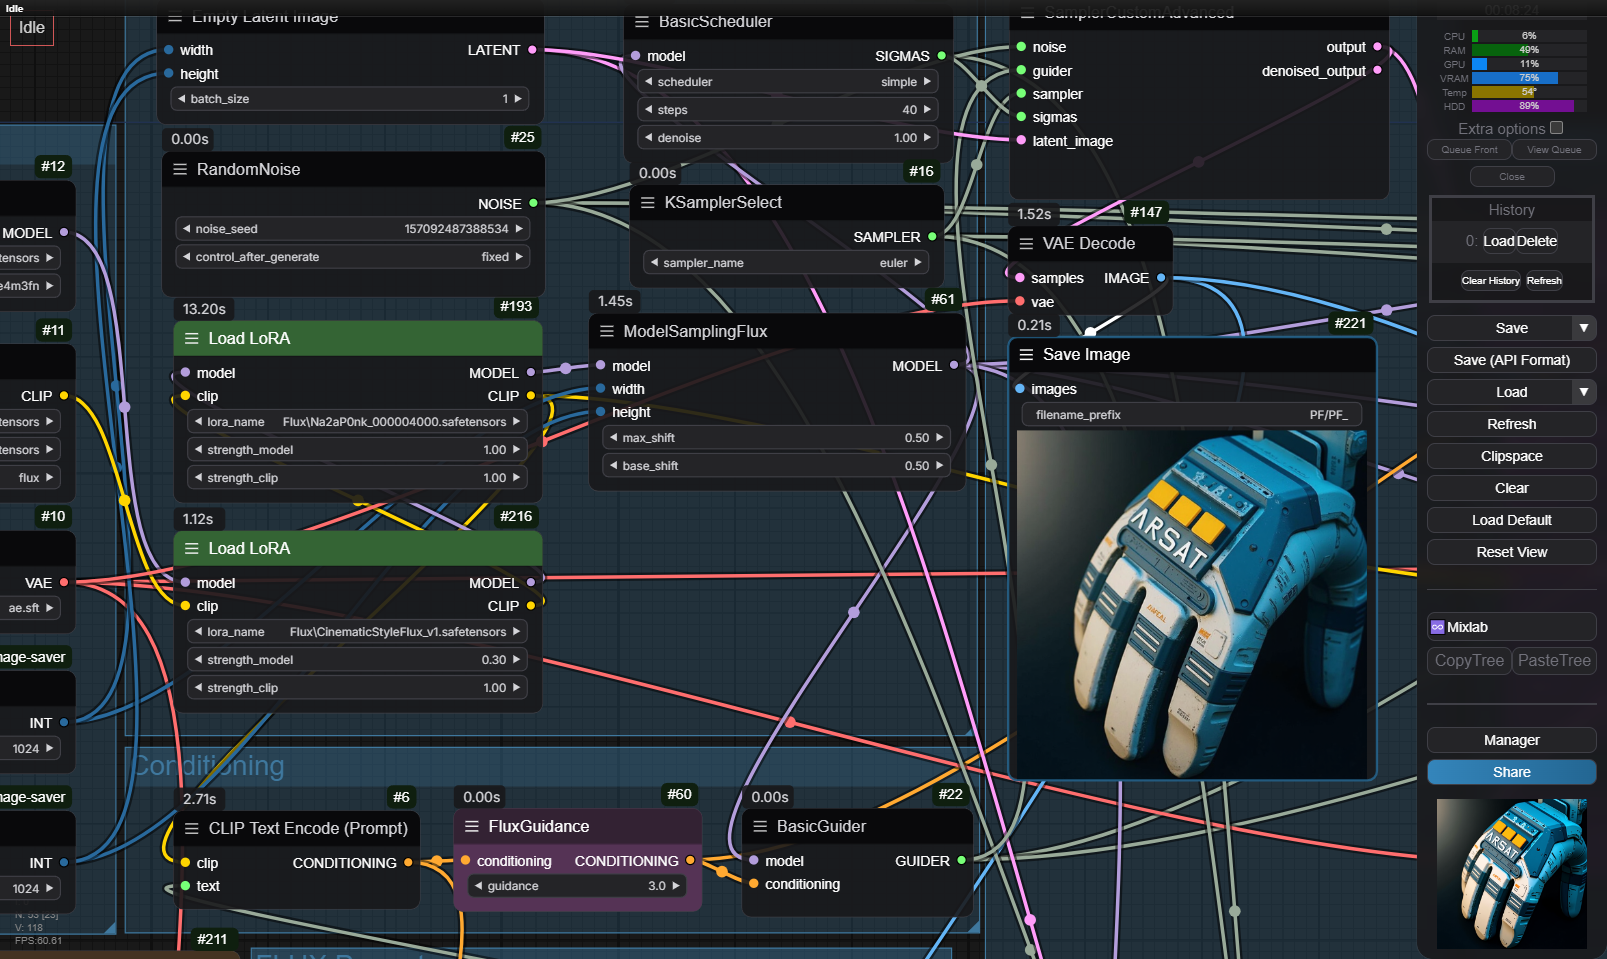 Idle
Idle
Empty Latent Image
width
LATENT
height
batch_size
1
0.00s
#25
RandomNoise
NOISE
noise_seed
157092487388534
control_after_generate
fixed
13.20s
#193
Load LoRA
model
MODEL
clip
CLIP
lora_name
Flux\Na2aP0nk_000004000.safetensors
strength_model
1.00
strength_clip
1.00
1.12s
#216
Load LoRA
model
MODEL
clip
CLIP
lora_name
Flux\CinematicStyleFlux_v1.safetensors
strength_model
0.30
strength_clip
1.00
#12
MODEL
tensors
e4m3fn
#11
CLIP
tensors
tensors
flux
#10
VAE
ae.sft
mage-saver
INT
1024
mage-saver
INT
1024
N: 53 [23]
V: 118
FPS:60.61
Conditioning
2.71s
#6
CLIP Text Encode (Prompt)
clip
CONDITIONING
text
#211
0.00s
#60
FluxGuidance
conditioning
CONDITIONING
guidance
3.0
0.00s
#22
BasicGuider
model
GUIDER
conditioning
BasicScheduler
model
SIGMAS
scheduler
simple
steps
40
denoise
1.00
0.00s
#16
KSamplerSelect
SAMPLER
sampler_name
euler
1.45s
#61
ModelSamplingFlux
model
MODEL
width
height
max_shift
0.50
base_shift
0.50
SamplerCustomAdvanced
noise
output
guider
denoised_output
sampler
sigmas
latent_image
1.52s
#147
VAE Decode
samples
IMAGE
vae
0.21s
#221
Save Image
images
filename_prefix
PF/PF_
ARSAT
00:08:24
CPU
6%
RAM
49%
GPU
11%
VRAM
75%
Temp
54°
HDD
89%
Extra options
Queue Front
View Queue
Close
History
0:
Load
Delete
Clear History
Refresh
Save
Save (API Format)
Load
Refresh
Clipspace
Clear
Load Default
Reset View
Mixlab
CopyTree
PasteTree
Manager
Share
ARSAT